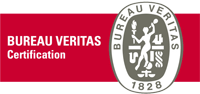 BUREAU VERITAS
Certification
BUREAU VERITAS
1828